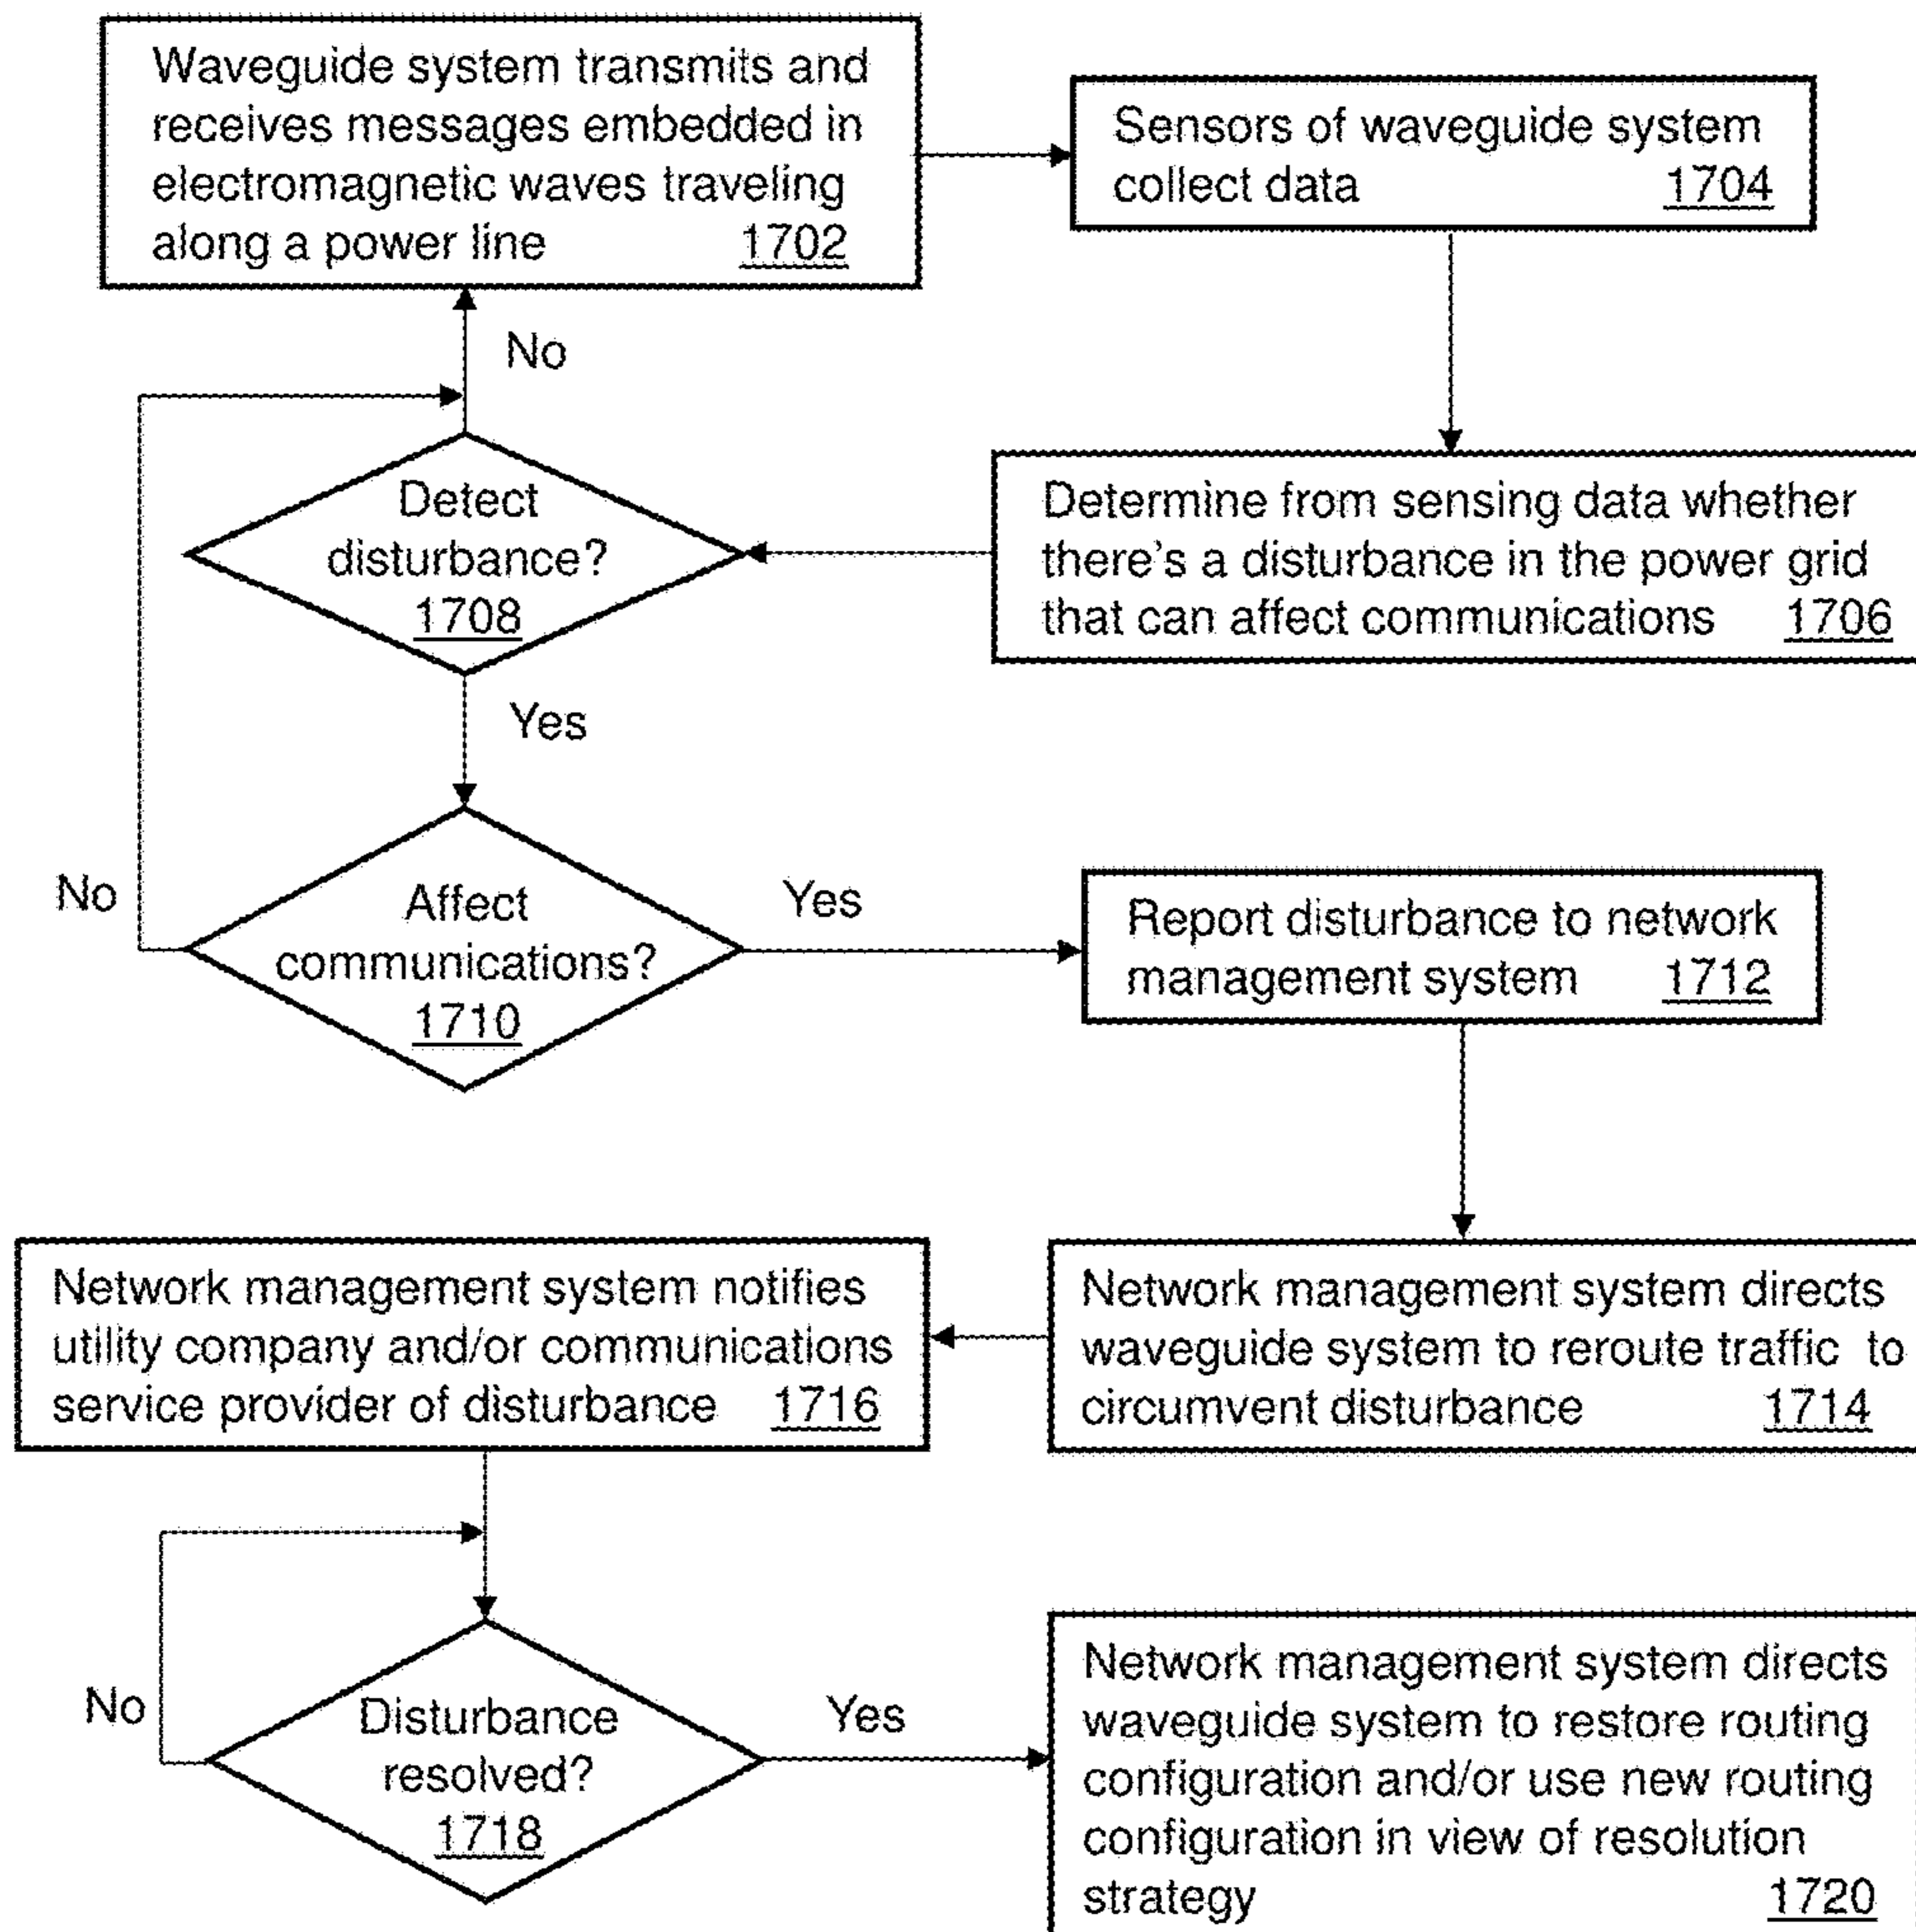 Waveguide system transmits and
receives messages embedded in
electromagnetic waves traveling
along a power line 1702
Sensors of waveguide system
collect data 1704
No
Detect
disturbance?
1708
Determine from sensing data whether
there's a disturbance in the power grid
that can affect communications 1706
Yes
No
Affect
communications?
1710
Yes
Report disturbance to network
management system 1712
Network management system notifies
utility company and/or communications
service provider of disturbance 1716
Network management system directs
waveguide system to reroute traffic to
circumvent disturbance 1714
No
Disturbance
resolved?
1718
Yes
Network management system directs
waveguide system to restore routing
configuration and/or use new routing
configuration in view of resolution
strategy 1720